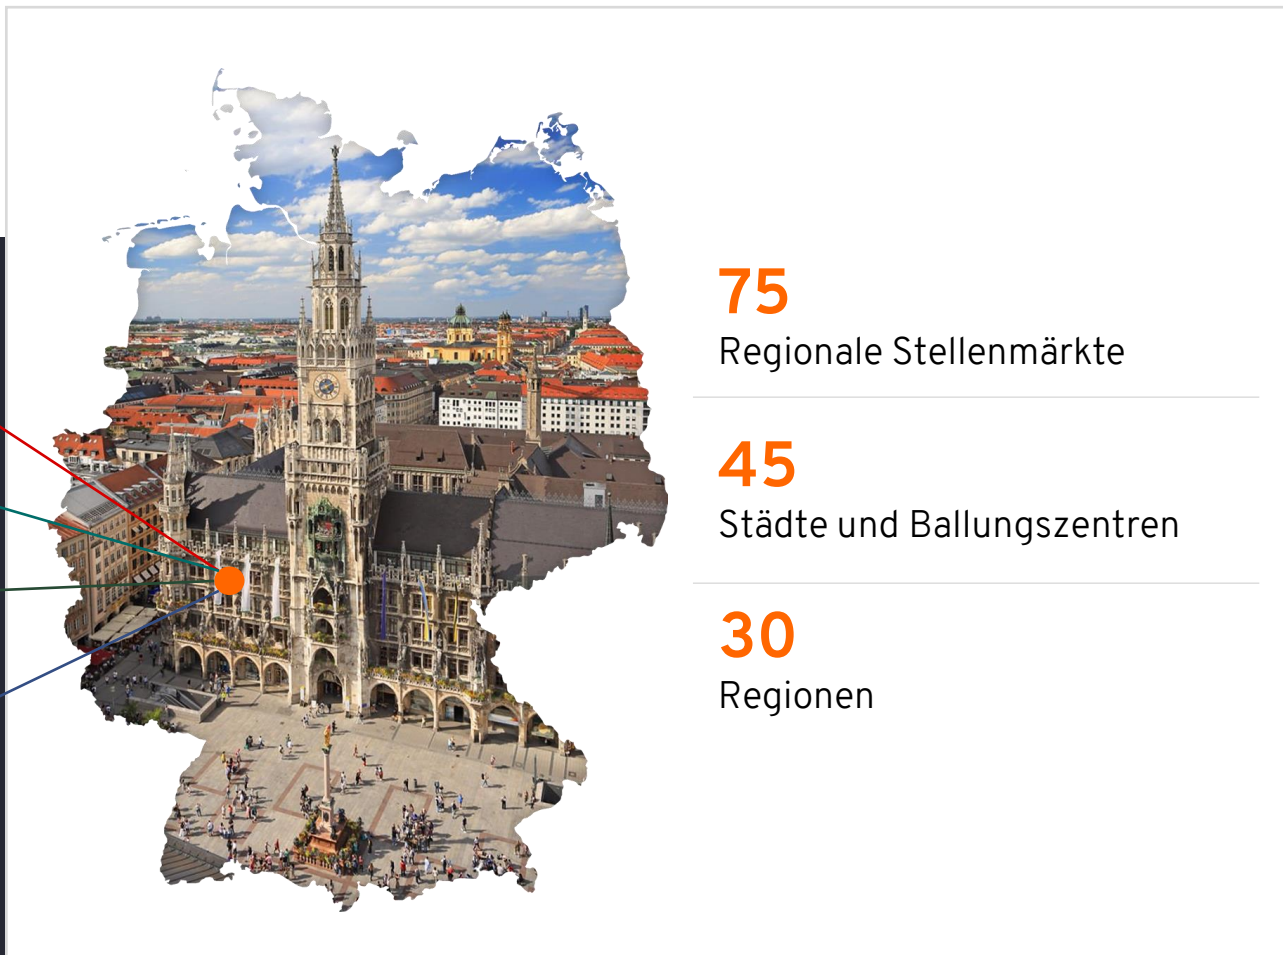 75
Regionale Stellenmärkte
45
Städte und Ballungszentren
30
Regionen